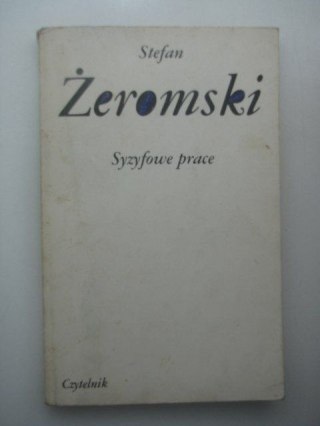 Stefan
Żeromski
Syzyfowe prace
Czytelnik